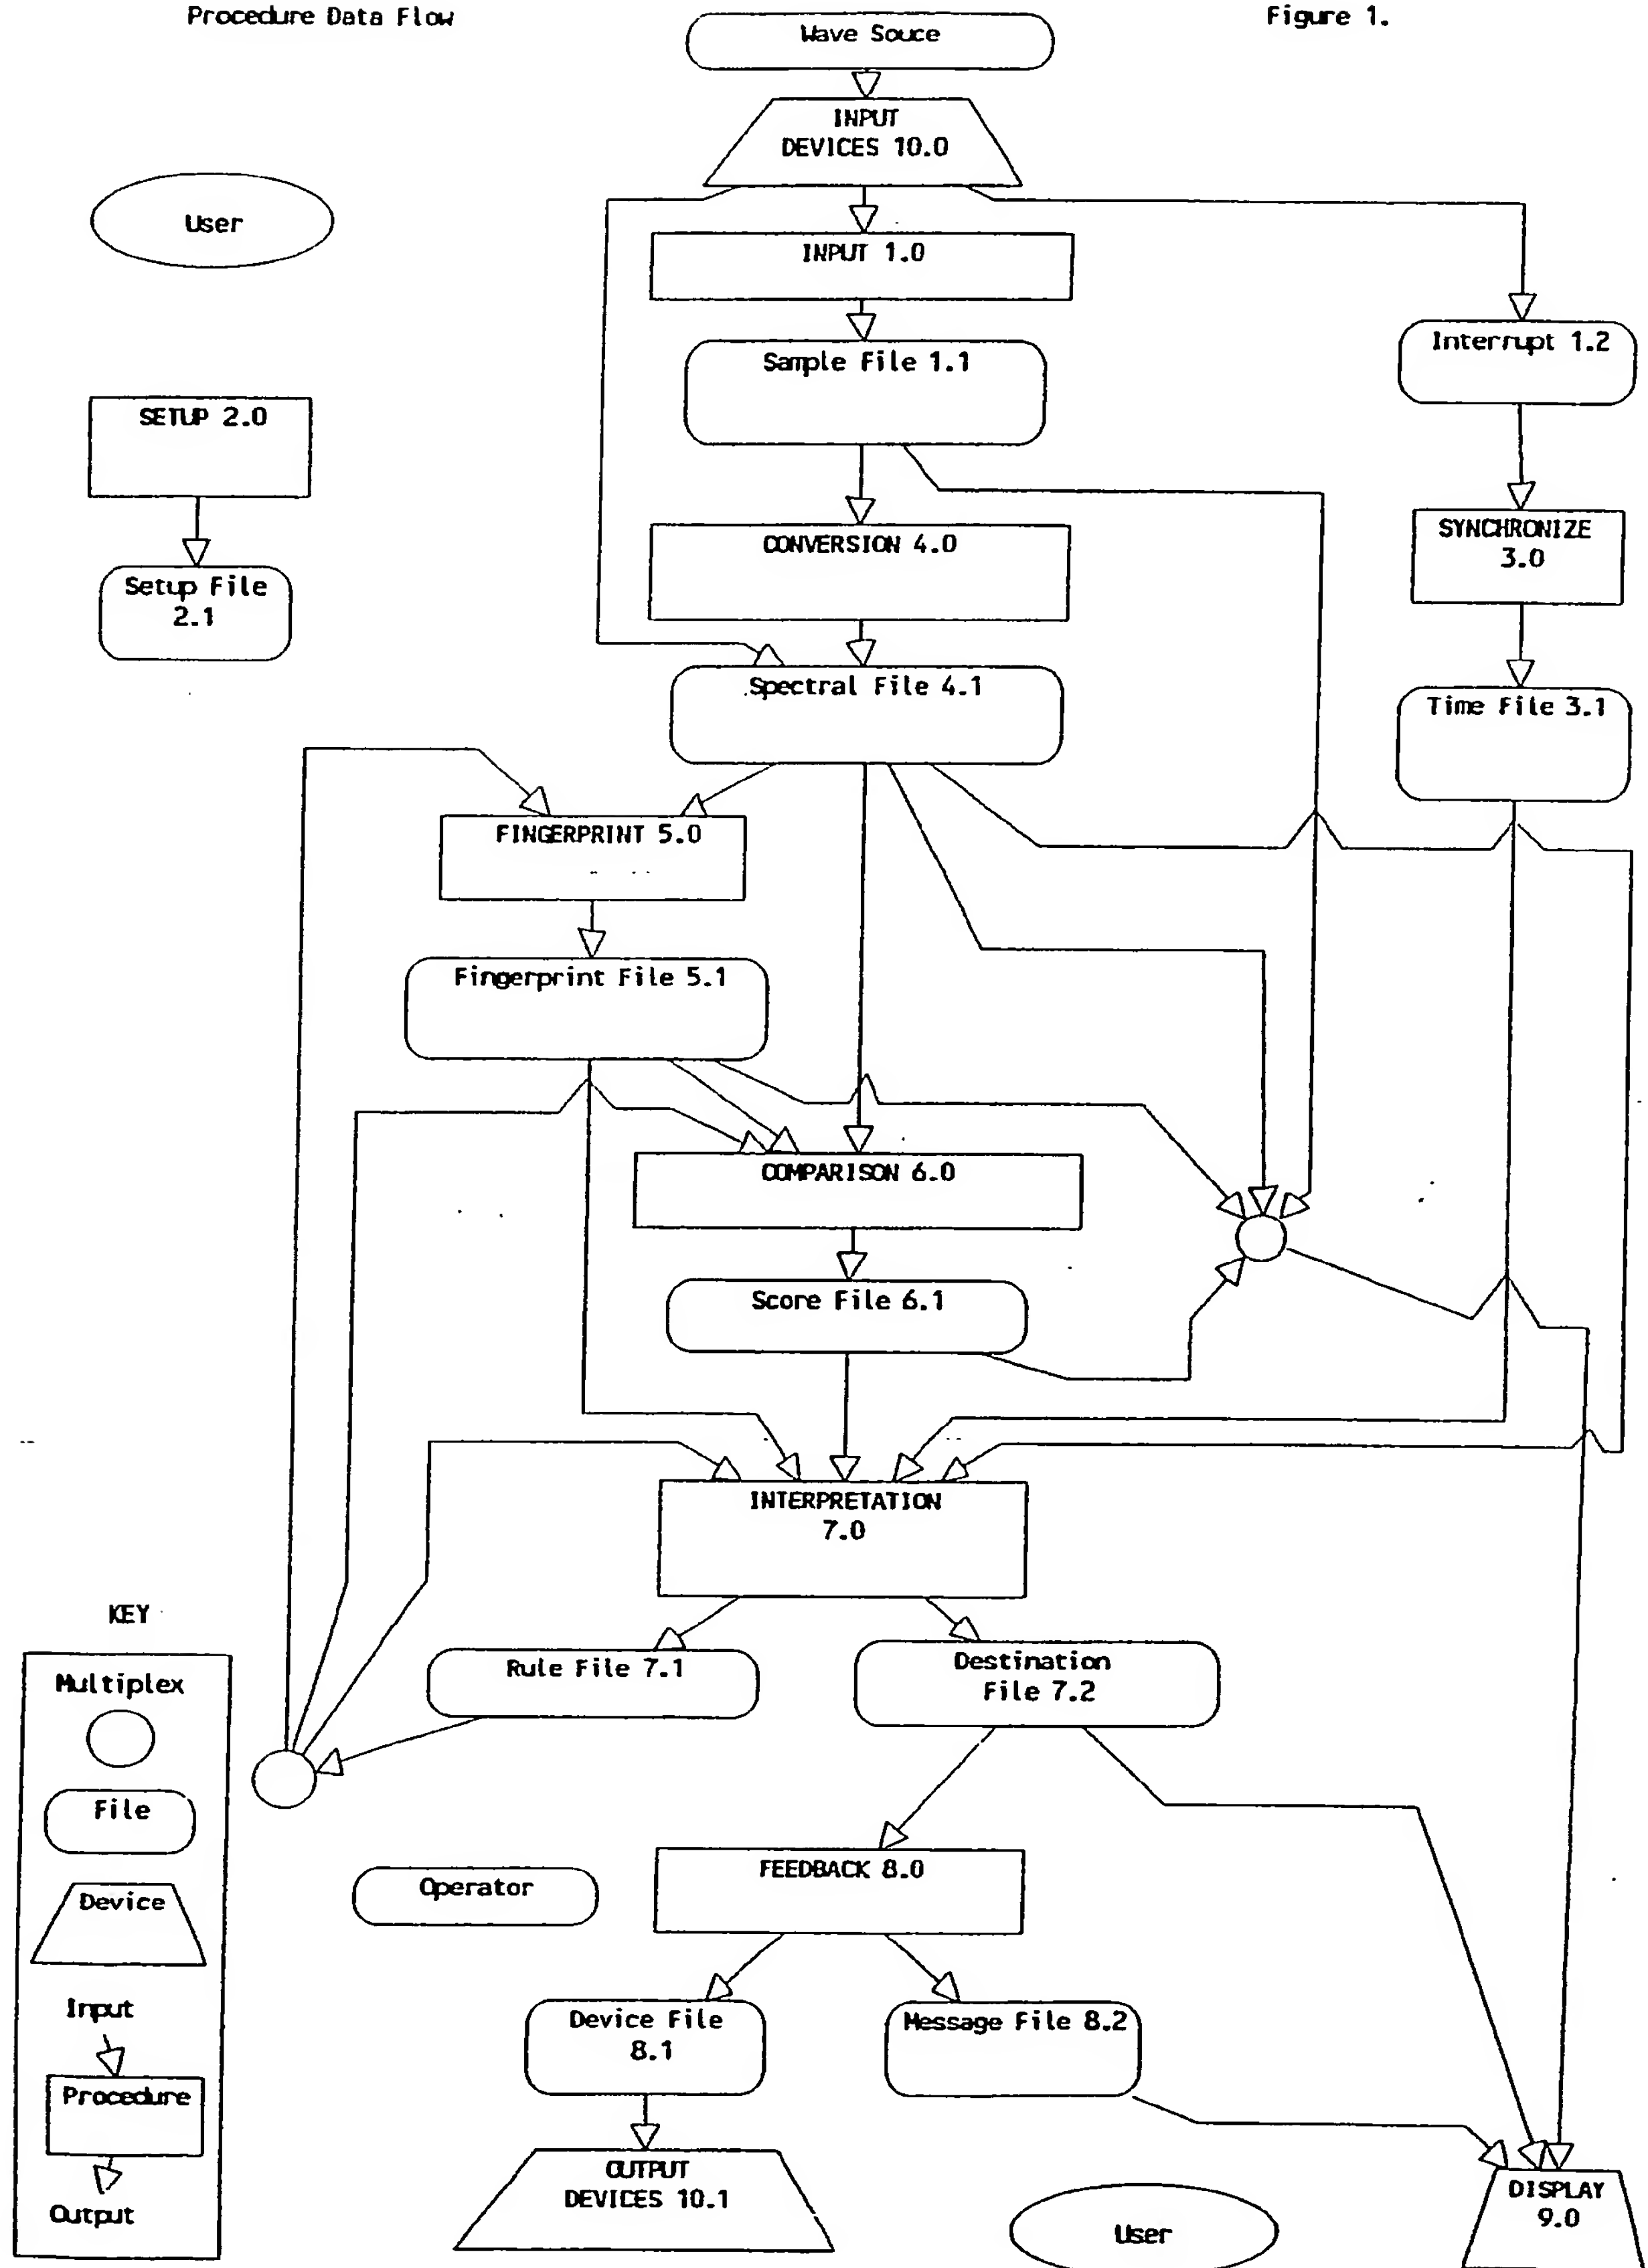 Procedure Data Flow
Figure 1.
Wave Souce
INPUT
DEVICES 10.0
User
INPUT 1.0
Interrupt 1.2
Sample File 1.1
SETUP 2.0
SYNCHRONIZE
3.0
CONVERSION 4.0
Setup File
2.1
Spectral File 4.1
Time File 3.1
FINGERPRINT 5.0
Fingerprint File 5.1
COMPARISON 6.0
Score File 6.1
INTERPRETATION
7.0
KEY
Multiplex
File
Device
Input
Procedure
Output
Rule File 7.1
Destination
File 7.2
FEEDBACK 8.0
Operator
Device File
8.1
Message File 8.2
OUTPUT
DEVICES 10.1
User
DISPLAY
9.0